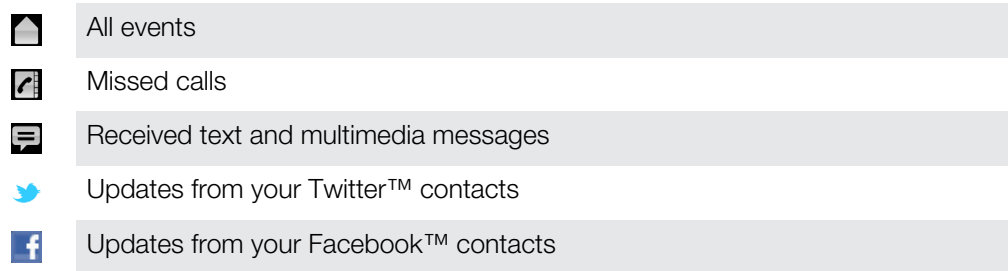 All events
Missed calls
Received text and multimedia messages
Updates from your Twitter™ contacts
Updates from your Facebook™ contacts